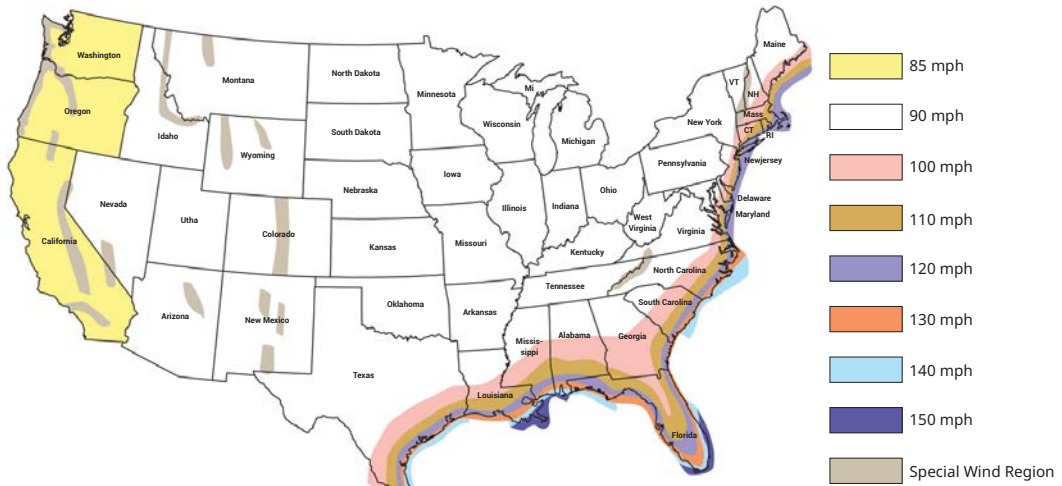 Washington
Oregon
California
Idaho
Nevada
Montana
Wyoming
Utha
Arizona
Colorado
New Mexico
North Dakota
South Dakota
Nebraska
Kansas
Oklahoma
Texas
Minnesota
Iowa
Missouri
Arkansas
Louisiana
Wisconsin
Mi
Michigan
Illinois
Indiana
Ohio
Kentucky
Tennessee
Missis-
sippi
Alabama
Georgia
Florida
South Carolina
North Carolina
Virginia
West
Virginia
Pennsylvania
New York
Maine
VT
NH
Mass
CT
RI
Newjersey
Delaware
Maryland
85 mph
90 mph
100 mph
110 mph
120 mph
130 mph
140 mph
150 mph
Special Wind Region